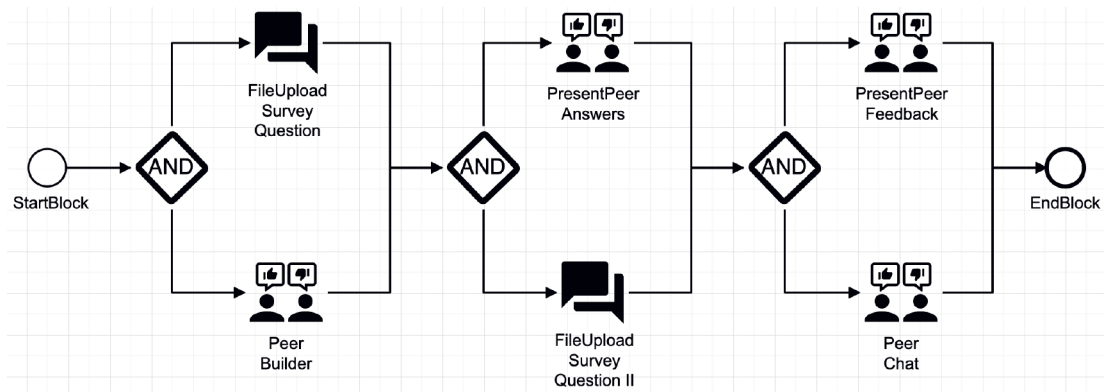 FileUpload
Survey
Question
PresentPeer
Answers
PresentPeer
Feedback
StartBlock
AND
AND
AND
EndBlock
Peer
Builder
FileUpload
Survey
Question II
Peer
Chat